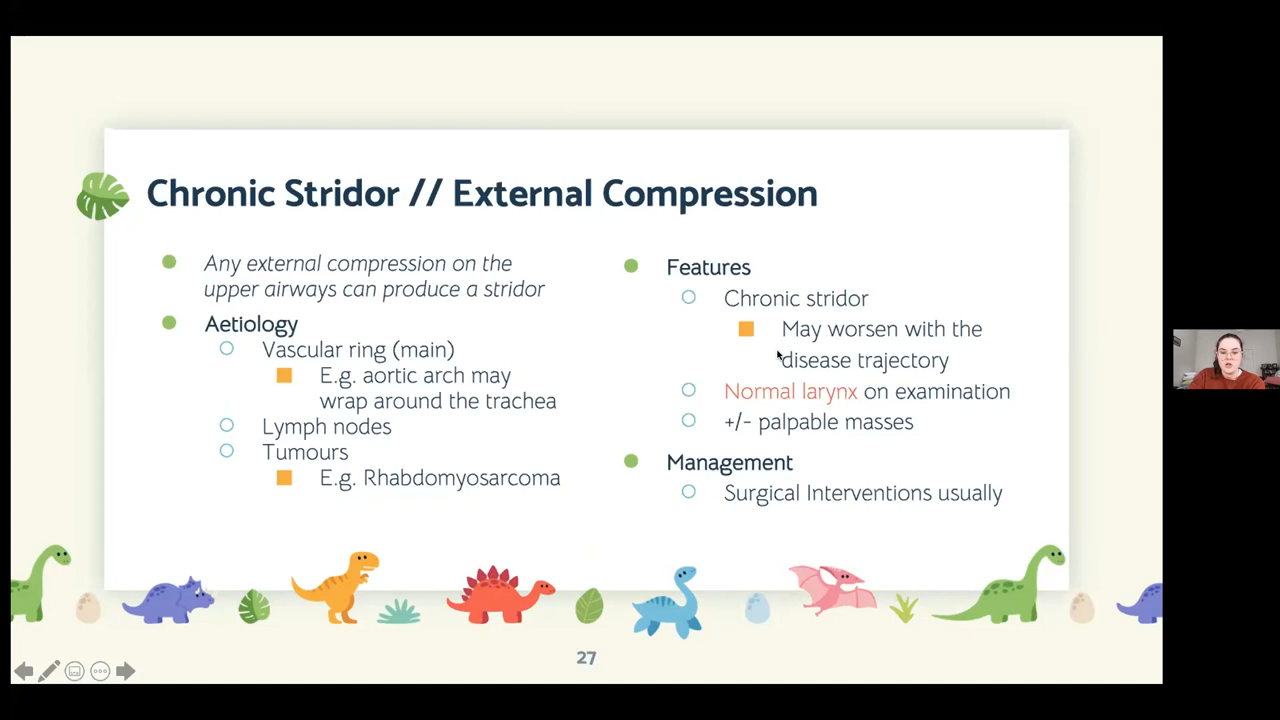 Chronic Stridor // External Compression
Any external compression on the
upper airways can produce a stridor
Aetiology
Vascular ring (main)
E.g. aortic arch may
wrap around the trachea
Lymph nodes
Tumours
E.g. Rhabdomyosarcoma
Features
Chronic stridor
May worsen with the
disease trajectory
Normal larynx on examination
+/- palpable masses
Management
Surgical Interventions usually
27